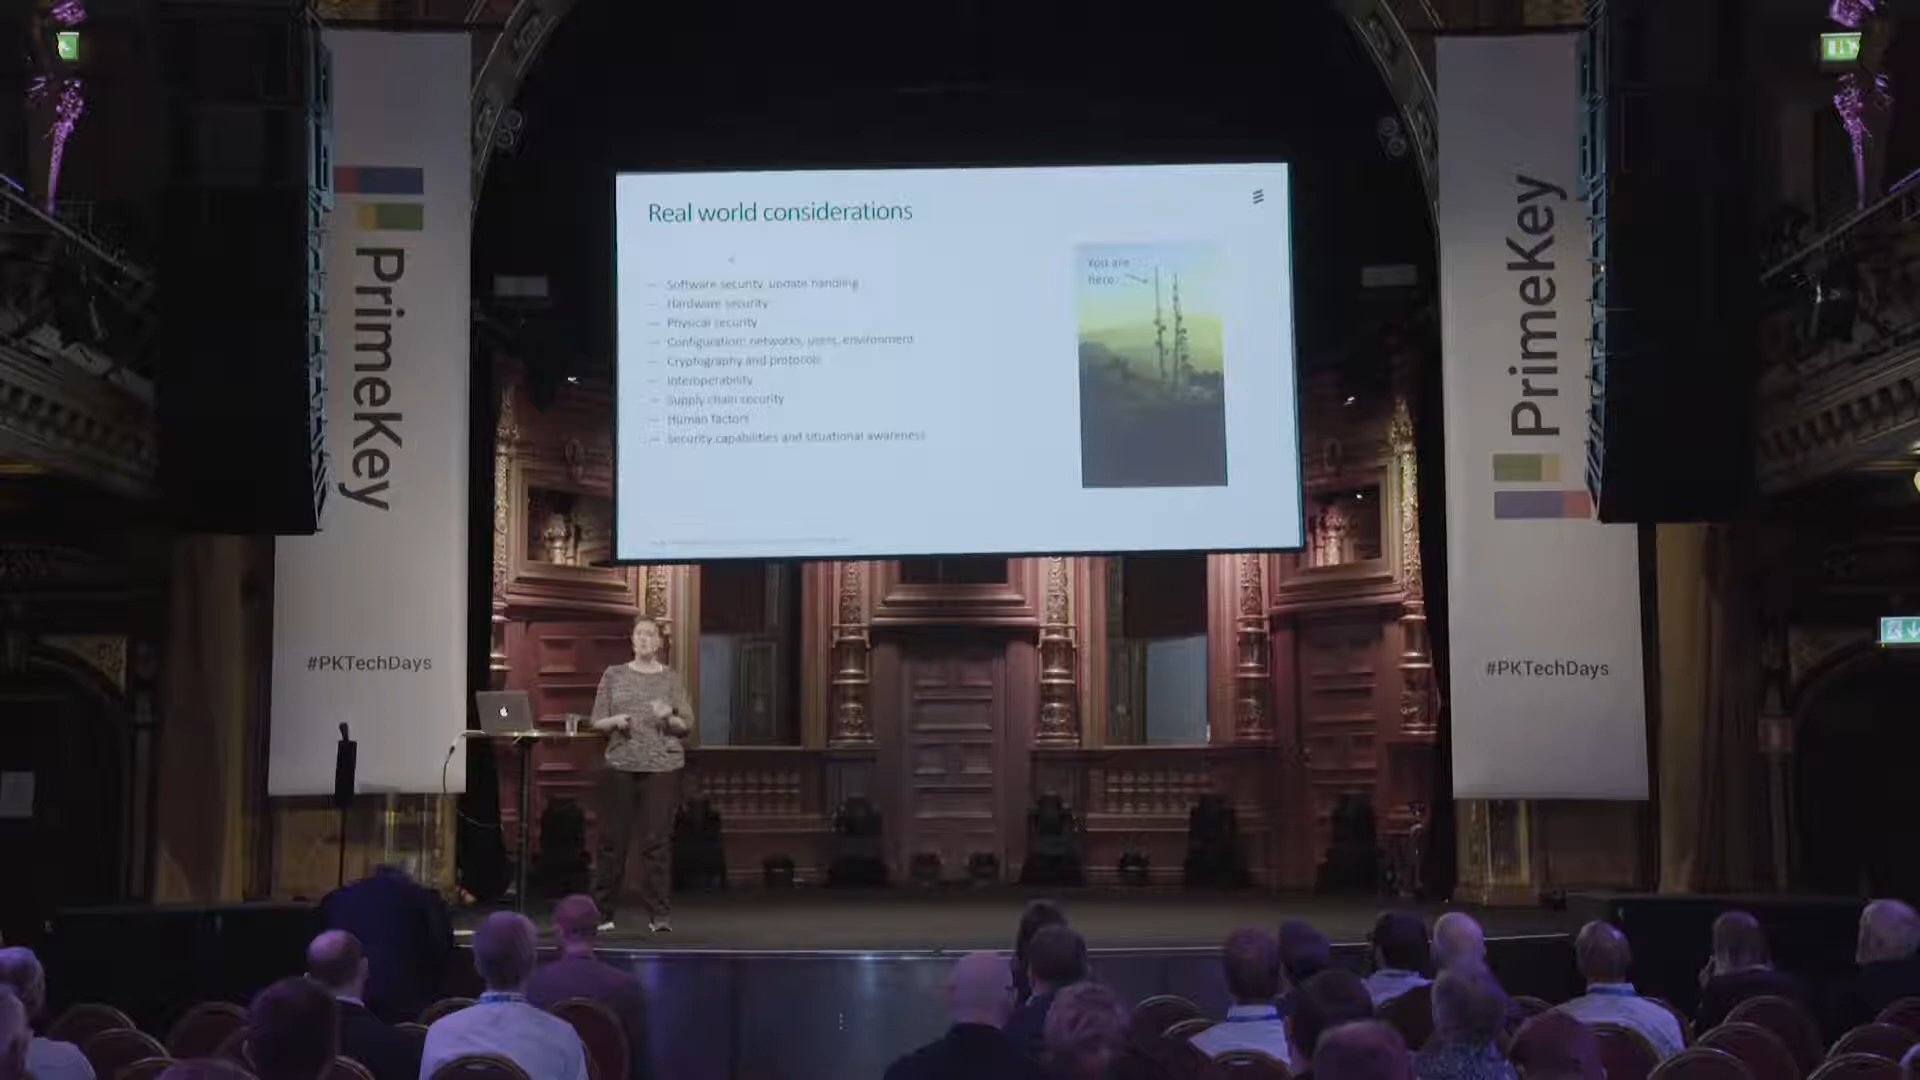 PrimeKey
#PKTechDays
Real world considerations
— Software security, update handling
— Hardware security
— Physical security
— Configuration: networks, users, environment
— Cryptography and protocols
— Interoperability
— Supply chain security
— Human factors
— Security capabilities and situational awareness
You are
here
PrimeKey
#PKTechDays